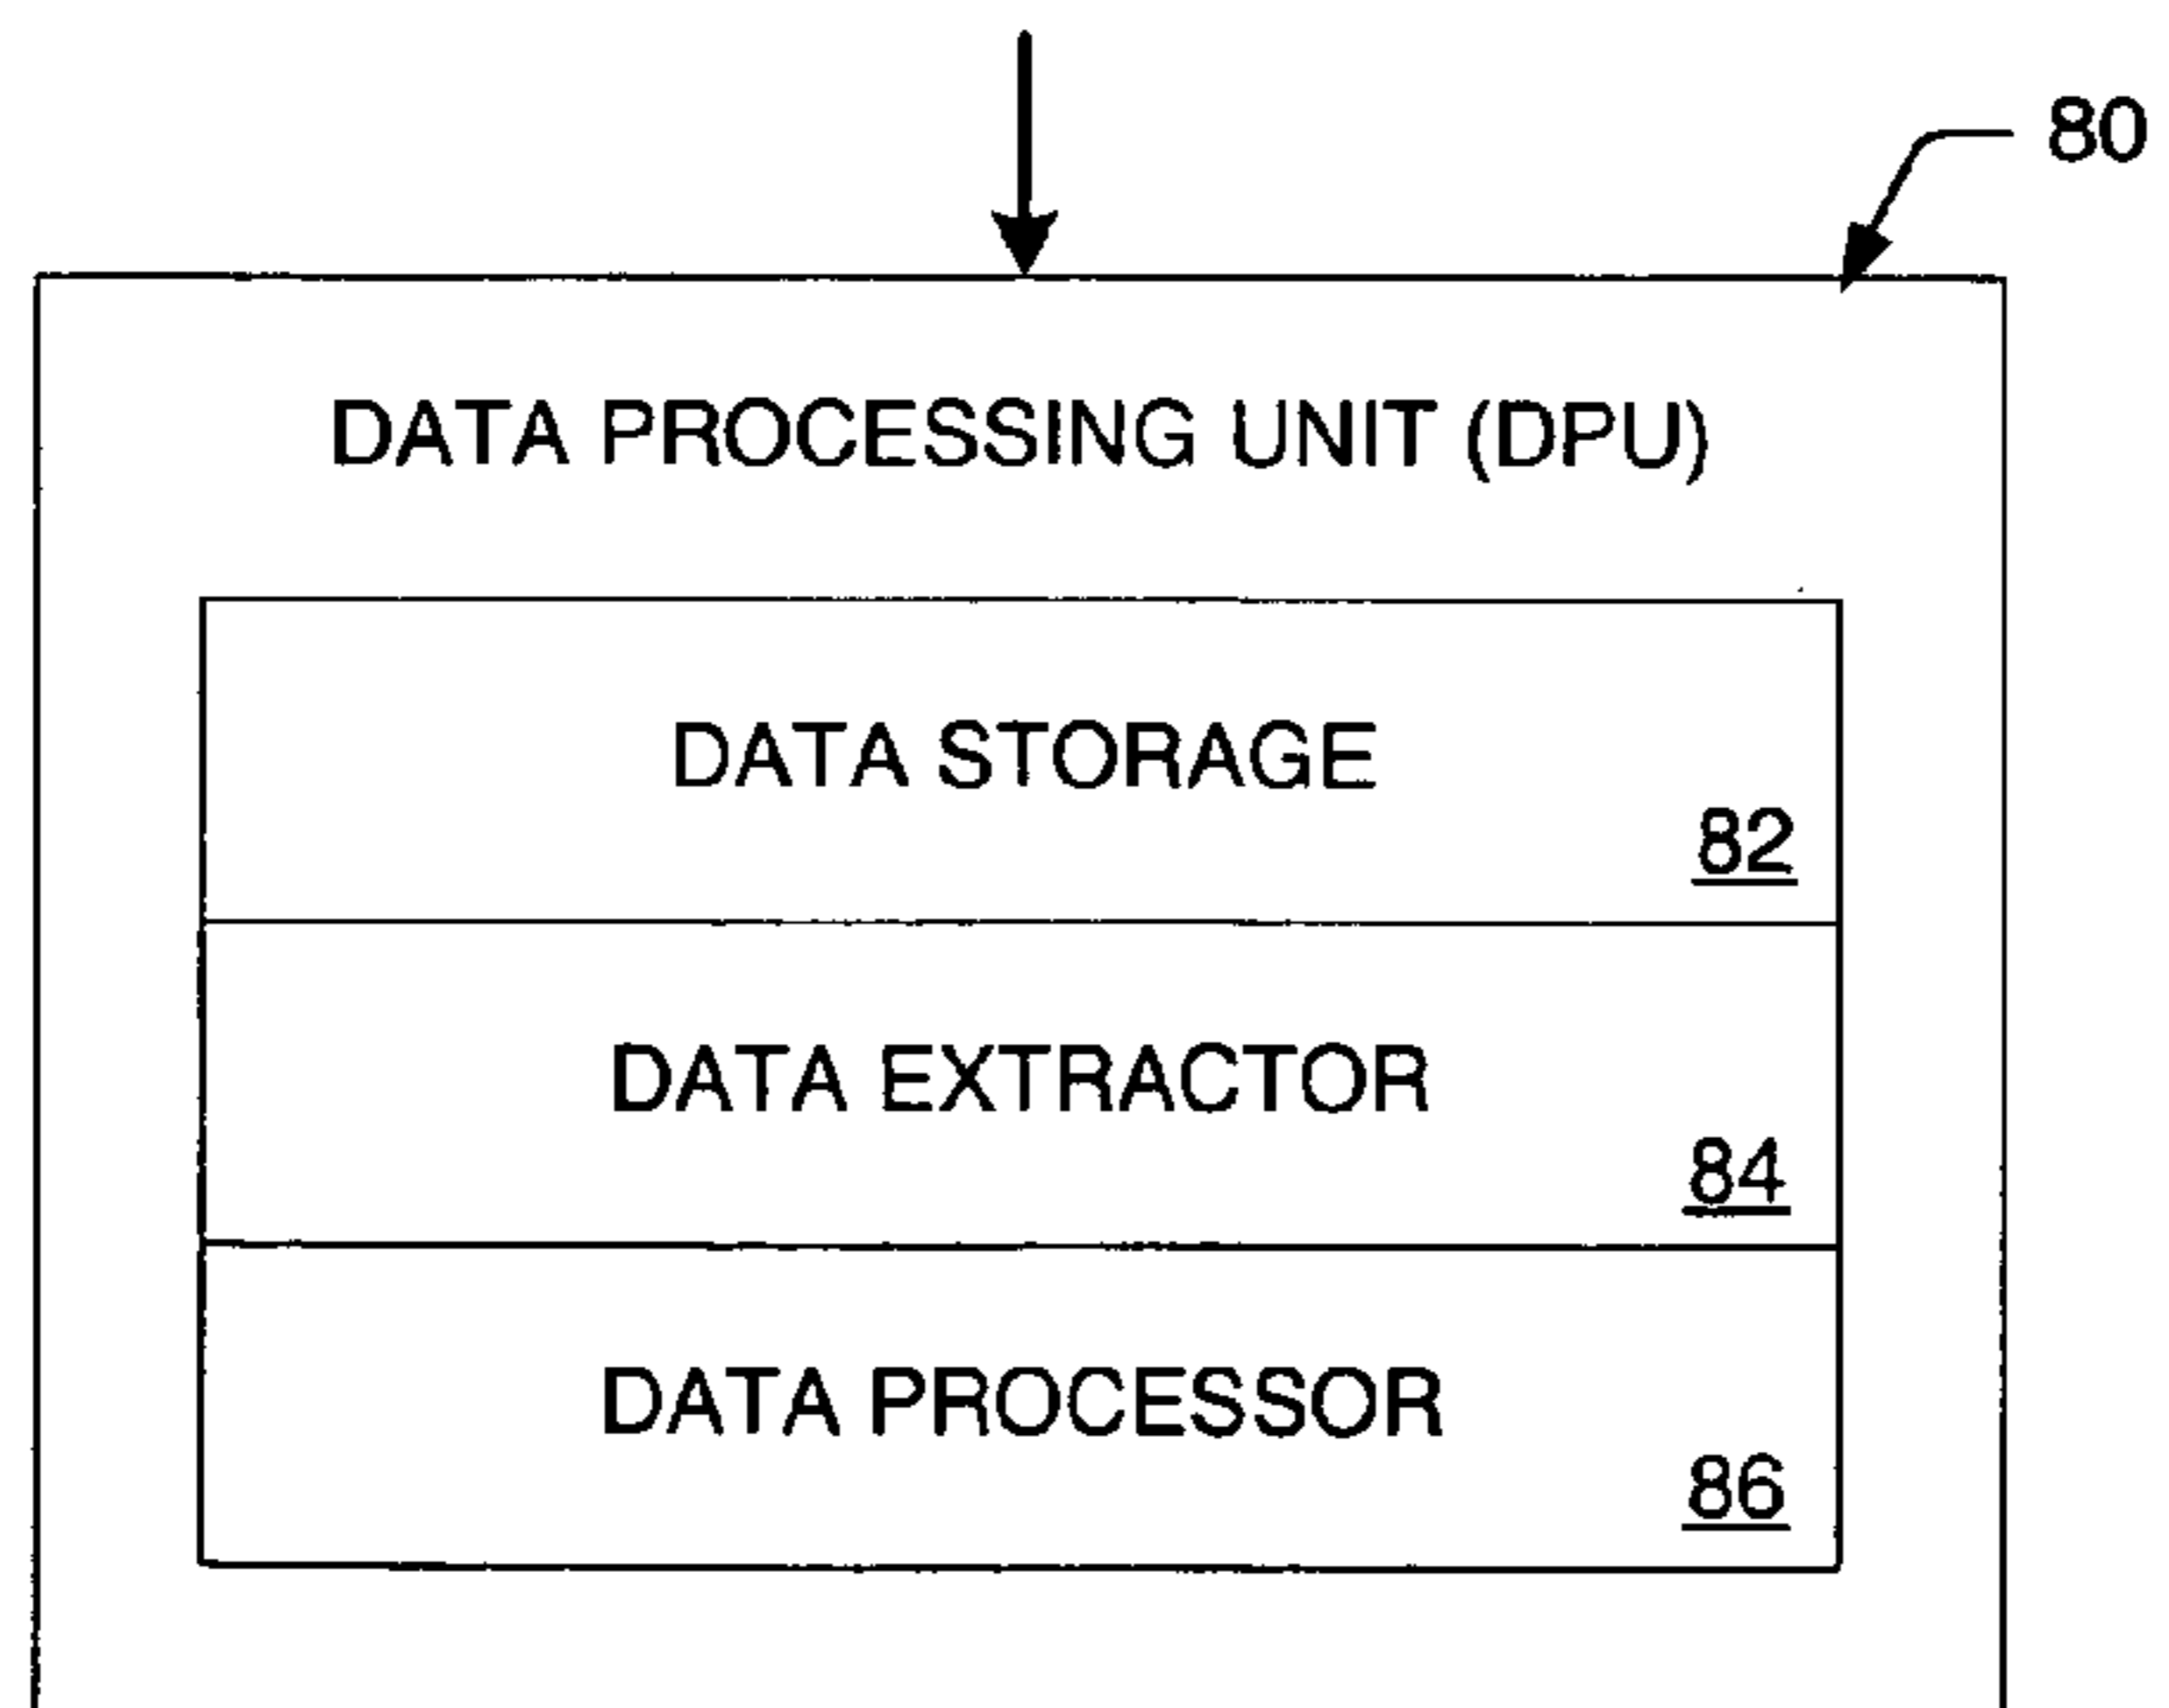 80
DATA PROCESSING UNIT (DPU)
DATA STORAGE
82
DATA EXTRACTOR
84
DATA PROCESSOR
86